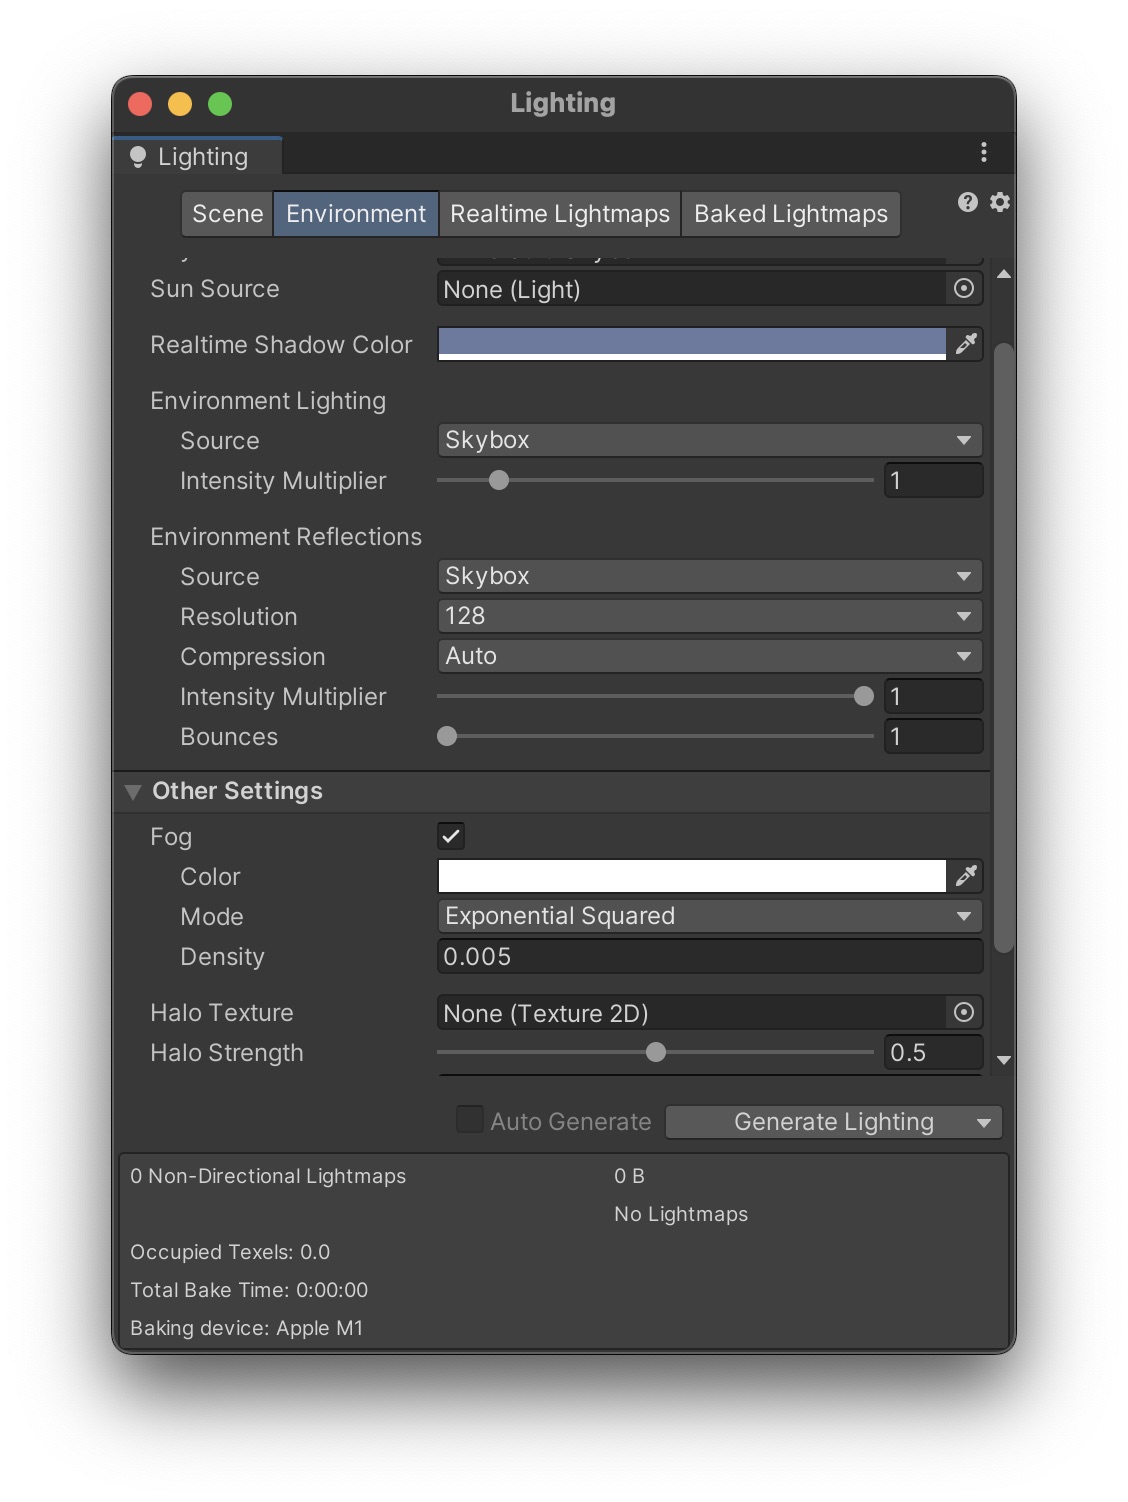 Lighting
Lighting
Scene Environment Realtime Lightmaps Baked Lightmaps
Sun Source None (Light)
Realtime Shadow Color
Environment Lighting
Source Skybox
Intensity Multiplier 1
Environment Reflections
Source Skybox
Resolution 128
Compression Auto
Intensity Multiplier 1
Bounces 1
Other Settings
Fog
Color
Mode Exponential Squared
Density 0.005
Halo Texture None (Texture 2D)
Halo Strength 0.5
Auto Generate Generate Lighting
0 Non-Directional Lightmaps 0 B
No Lightmaps
Occupied Texels: 0.0
Total Bake Time: 0:00:00
Baking device: Apple M1